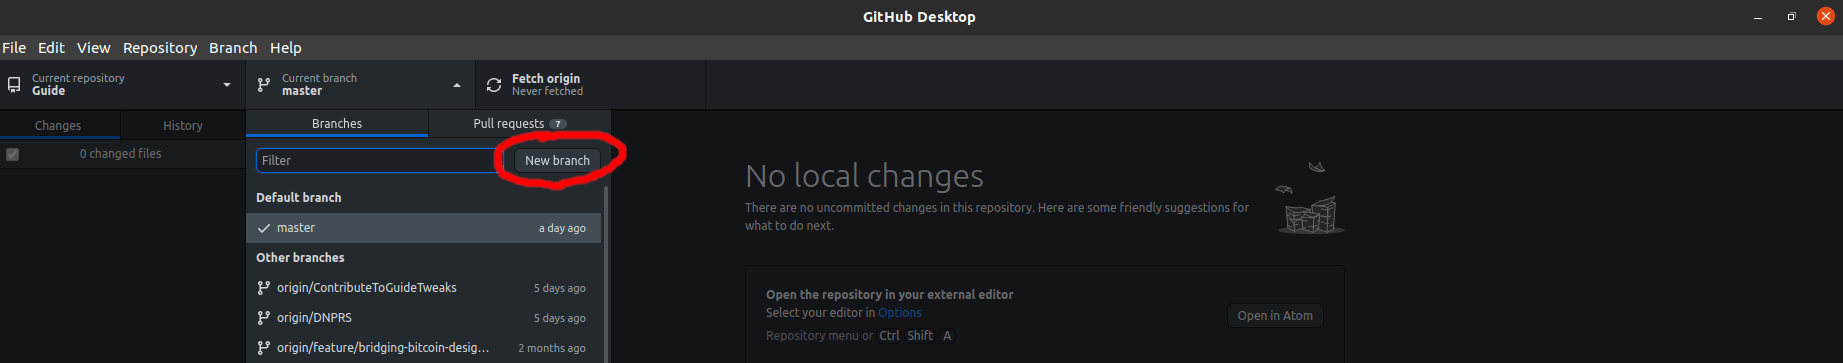 GitHub Desktop
File Edit View Repository Branch Help
Current repository
Guide
Current branch
master
Fetch origin
Never fetched
Changes
History
0 changed files
Branches
Pull requests 7
Filter
New branch
Default branch
master a day ago
Other branches
origin/ContributeToGuideTweaks 5 days ago
origin/DNPRS 5 days ago
origin/feature/bridging-bitcoin-desig... 2 months ago
No local changes
There are no uncommitted changes in this repository. Here are some friendly suggestions for
what to do next.
Open the repository in your external editor
Select your editor in Options
Repository menu or Ctrl Shift A
Open in Atom